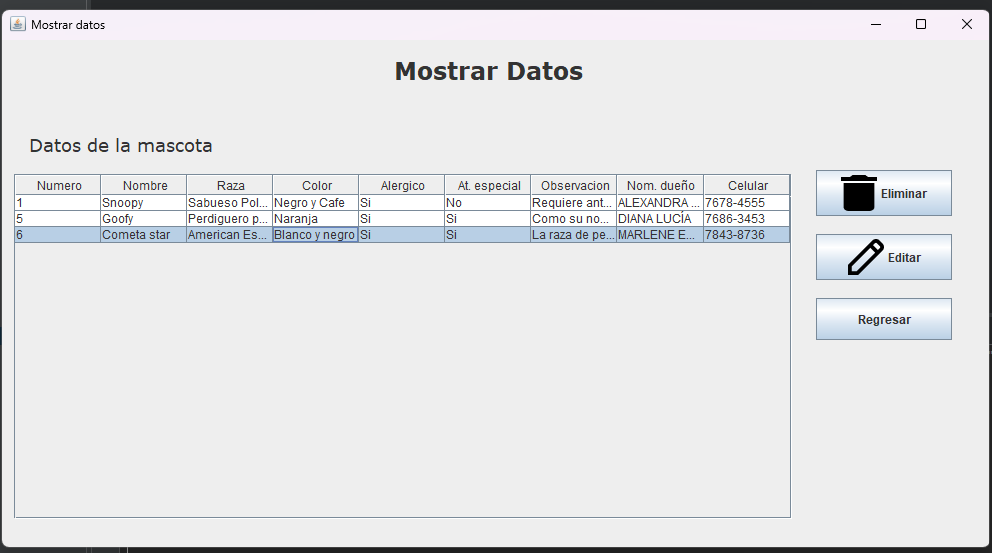 Mostrar datos
Mostrar Datos
Datos de la mascota
Numero Nombre Raza Color Alergico At. especial Observacion Nom. dueño Celular
1 Snoopy Sabueso Pol... Negro y Cafe Si No Requiere ant... ALEXANDRA ... 7678-4555
5 Goofy Perdiguero p... Naranja Si Si Como su no... DIANA LUCÍA 7686-3453
6 Cometa star American Es... Blanco y negro Si Si La raza de pe... MARLENE E... 7843-8736
Eliminar
Editar
Regresar